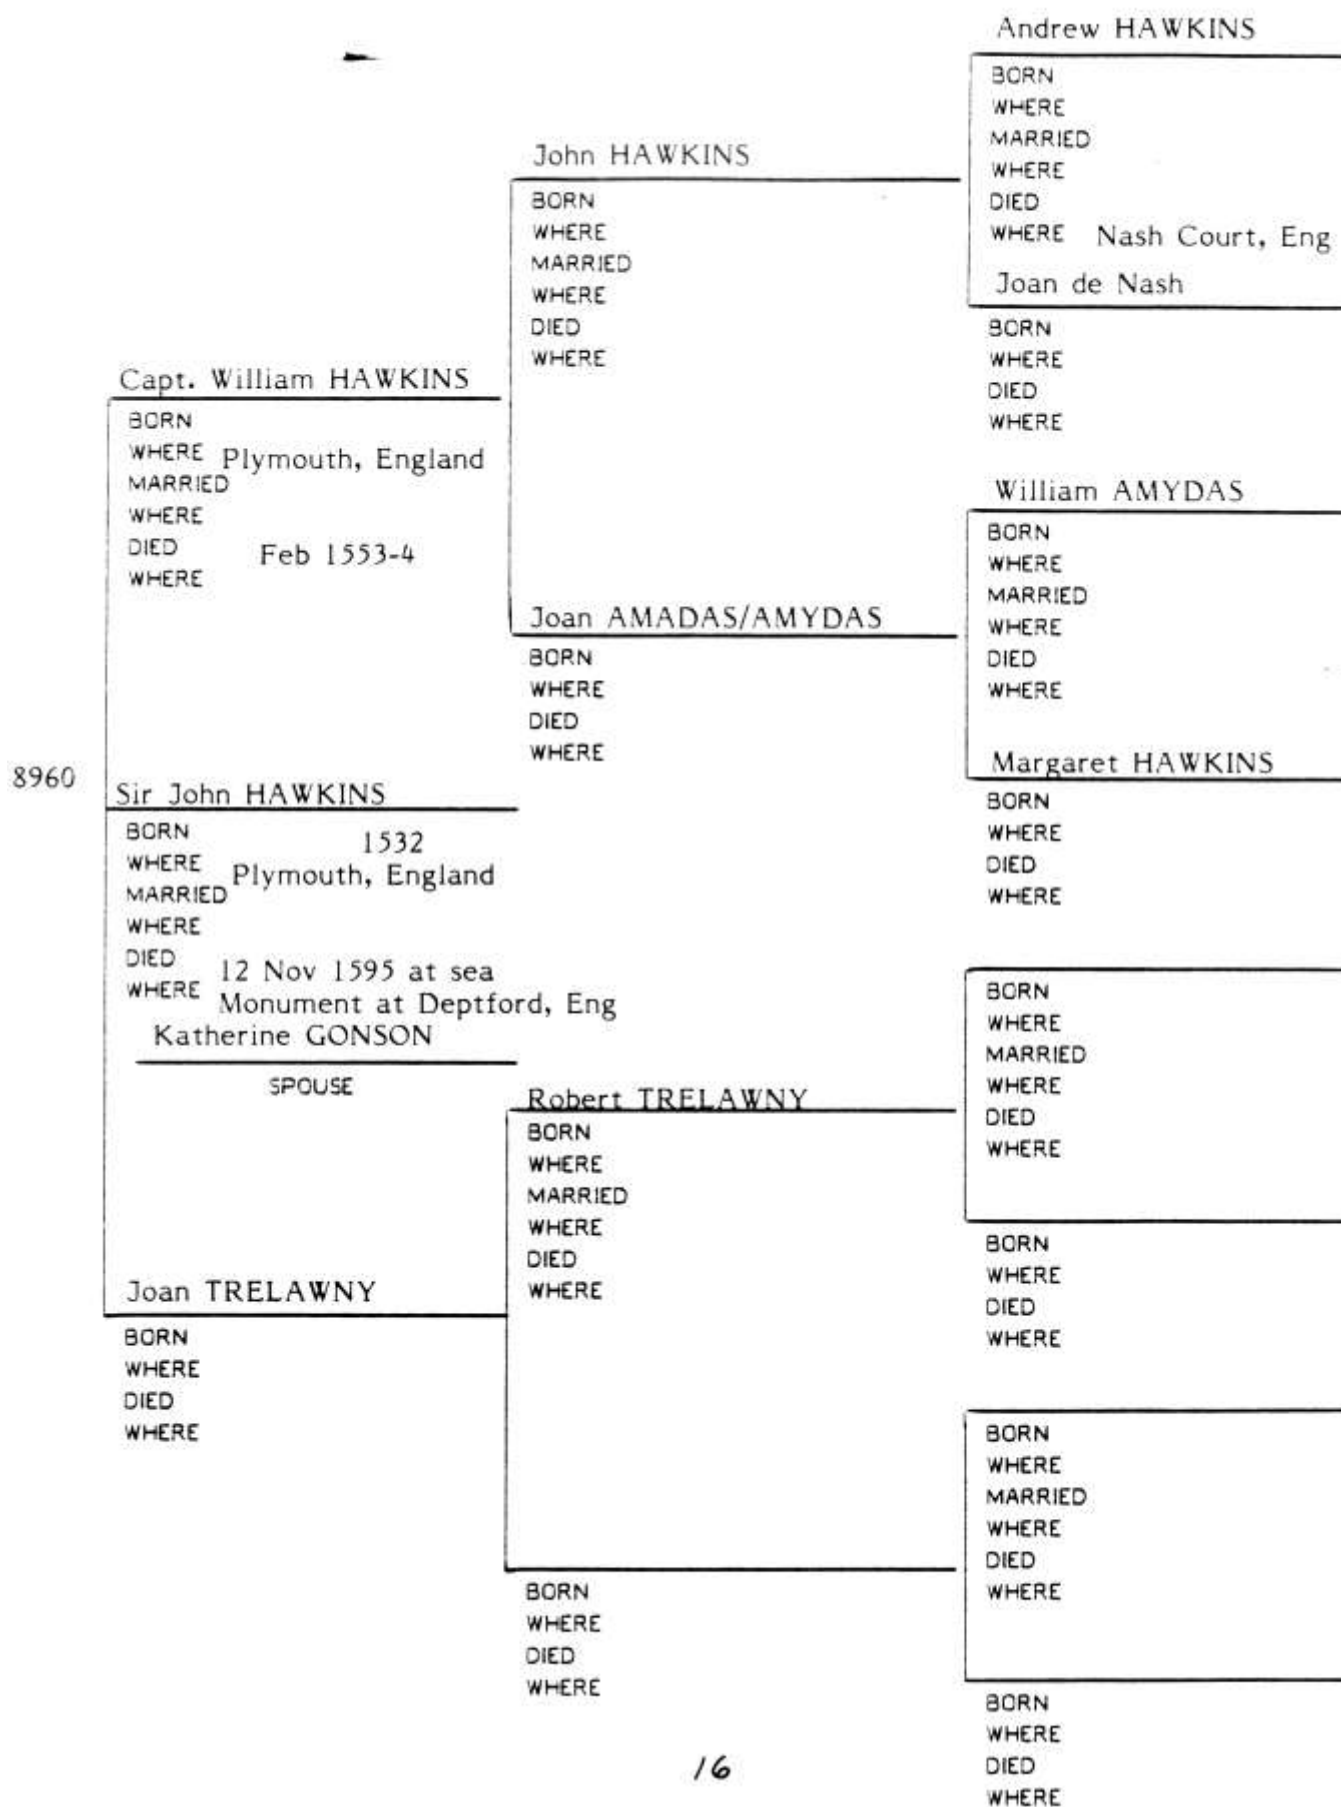 Andrew HAWKINS
BORN
WHERE
MARRIED
WHERE
DIED
WHERE Nash Court, Eng
Joan de Nash
BORN
WHERE
DIED
WHERE
John HAWKINS
BORN
WHERE
MARRIED
WHERE
DIED
WHERE
Capt. William HAWKINS
BORN
WHERE Plymouth, England
MARRIED
WHERE
DIED Feb 1553-4
WHERE
William AMYDAS
BORN
WHERE
MARRIED
WHERE
DIED
WHERE
Joan AMADAS/AMYDAS
BORN
WHERE
DIED
WHERE
Margaret HAWKINS
BORN
WHERE
DIED
WHERE
8960
Sir John HAWKINS
BORN 1532
WHERE Plymouth, England
MARRIED
WHERE
DIED 12 Nov 1595 at sea
WHERE Monument at Deptford, Eng
Katherine GONSON
SPOUSE
BORN
WHERE
MARRIED
WHERE
DIED
WHERE
Robert TRELAWNY
BORN
WHERE
MARRIED
WHERE
DIED
WHERE
BORN
WHERE
DIED
WHERE
Joan TRELAWNY
BORN
WHERE
DIED
WHERE
BORN
WHERE
MARRIED
WHERE
DIED
WHERE
BORN
WHERE
DIED
WHERE
BORN
WHERE
DIED
WHERE
16